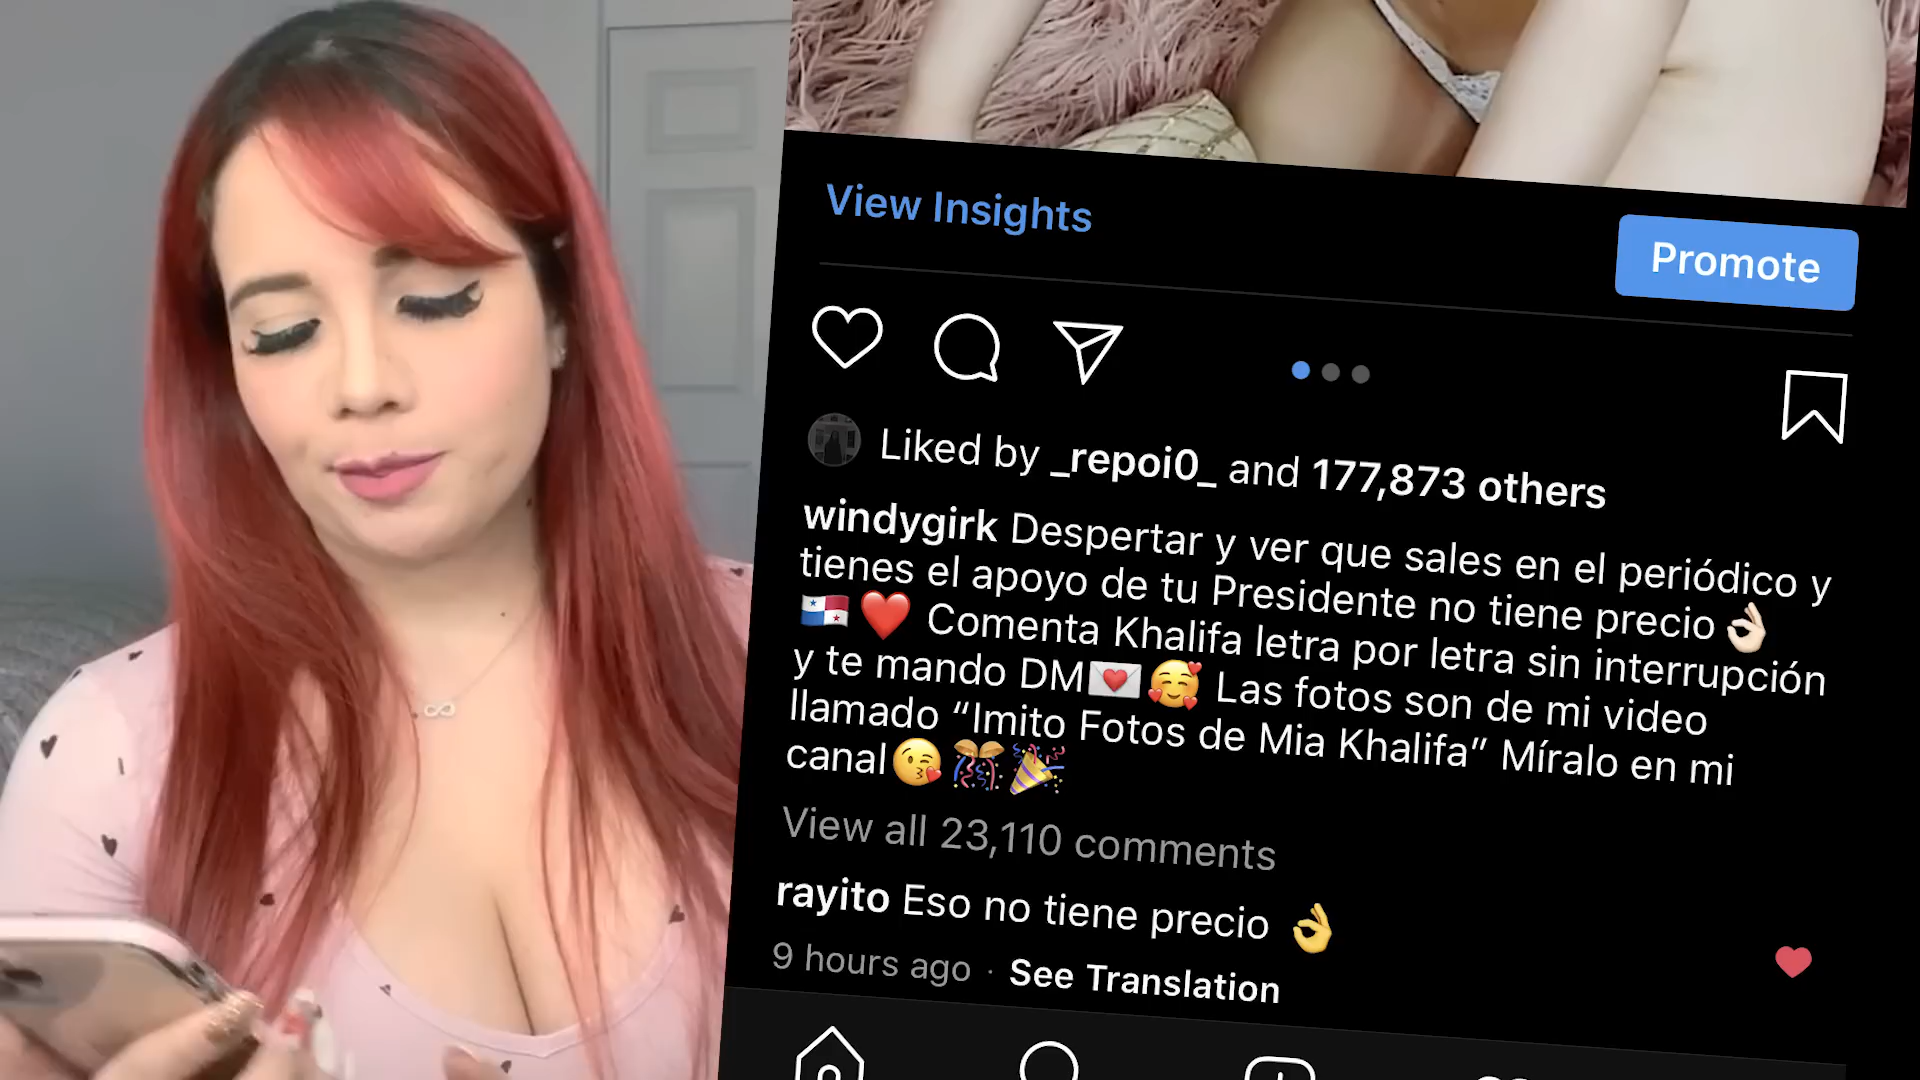 View Insights
Promote
Liked by _repoi0_ and 177,873 others
windygirk Despertar y ver que sales en el periódico y
tienes el apoyo de tu Presidente no tiene precio👌🏻
🇵🇦❤️ Comenta Khalifa letra por letra sin interrupción
y te mando DM💌🥰 Las fotos son de mi video
llamado “Imito Fotos de Mia Khalifa” Míralo en mi
canal😘🎊🎉
View all 23,110 comments
rayito Eso no tiene precio 👌
9 hours ago · See Translation